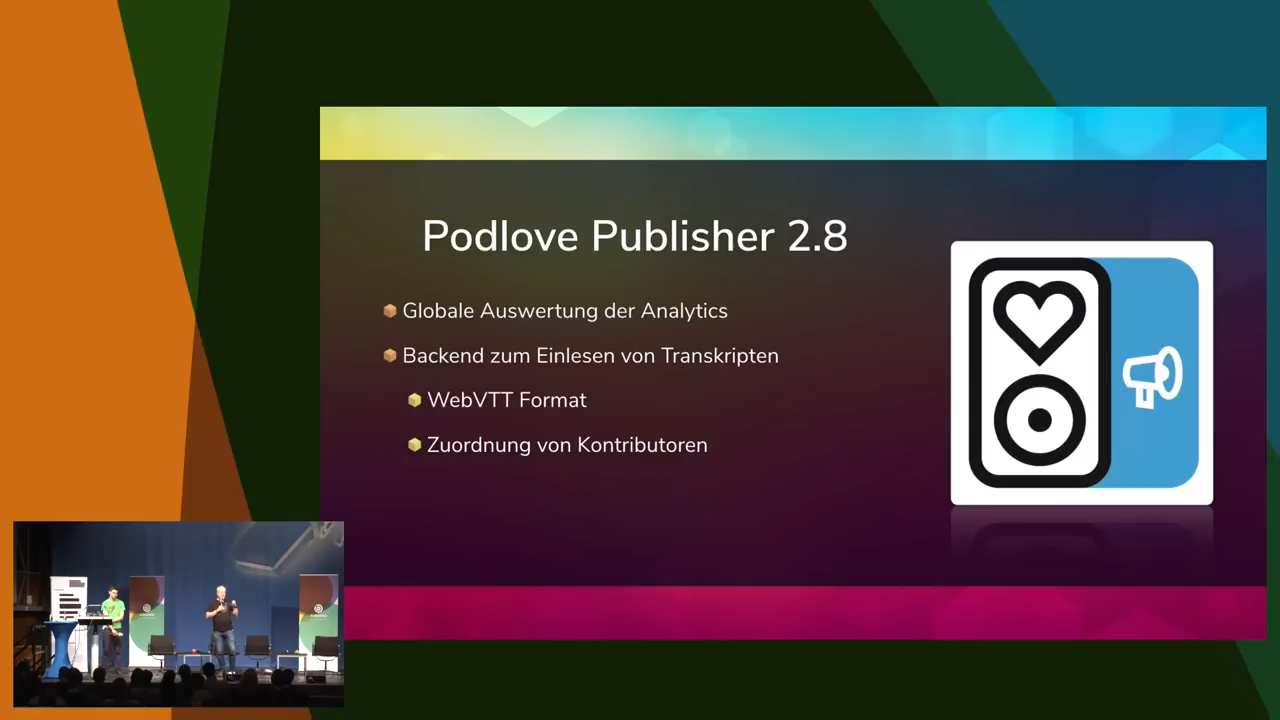 Podlove Publisher 2.8
Globale Auswertung der Analytics
Backend zum Einlesen von Transkripten
WebVTT Format
Zuordnung von Kontributoren